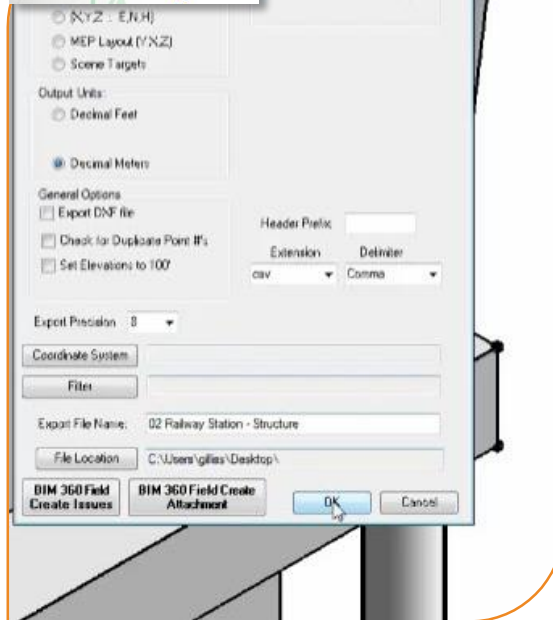 (X,Y,Z : E,N,H)
MEP Layout (Y,X,Z)
Scene Targets
Output Units:
Decimal Feet
Decimal Meters
General Options
Export DXF file
Check for Duplicate Point #'s
Set Elevations to 100'
Header Prefix:
Extension Delimiter
csv Comma
Export Precision 8
Coordinate System
Filter
Export File Name: 02 Railway Station - Structure
File Location C:\Users\gillies\Desktop\
BIM 360 Field Create Issues
BIM 360 Field Create Attachment
OK Cancel